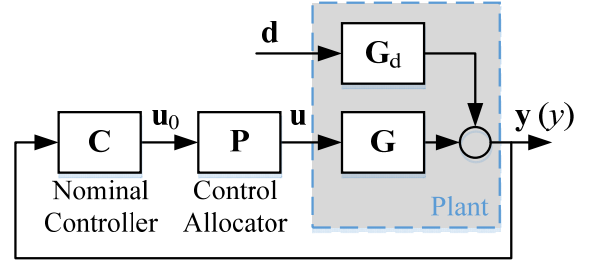 d
G_d
u_0
u
y (y)
C
P
G
Nominal
Controller
Control
Allocator
Plant